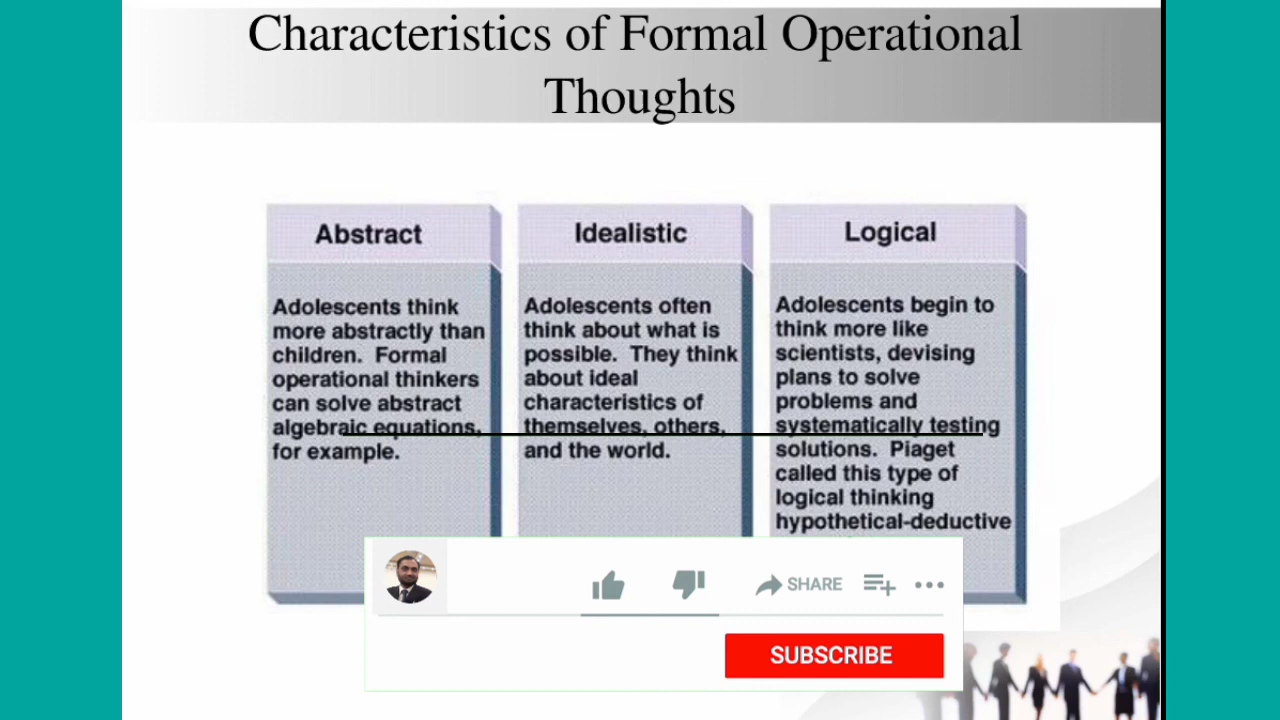 Characteristics of Formal Operational
Thoughts
Abstract
Adolescents think
more abstractly than
children. Formal
operational thinkers
can solve abstract
algebraic equations,
for example.
Idealistic
Adolescents often
think about what is
possible. They think
about ideal
characteristics of
themselves, others,
and the world.
Logical
Adolescents begin to
think more like
scientists, devising
plans to solve
problems and
systematically testing
solutions. Piaget
called this type of
logical thinking
hypothetical-deductive
SHARE
SUBSCRIBE